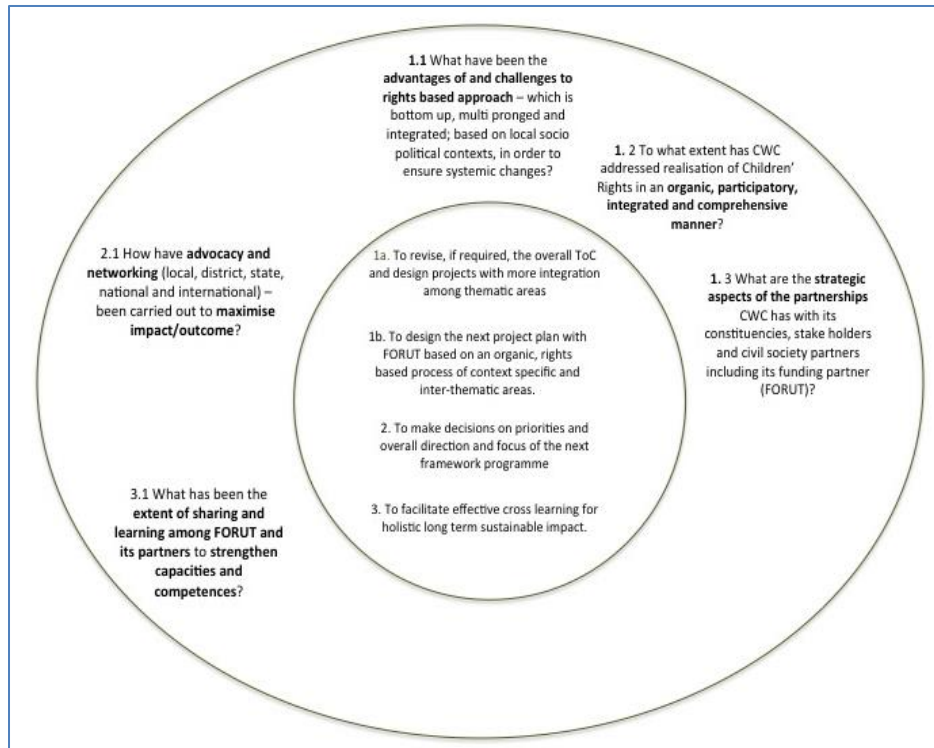 1.1 What have been the
advantages of and challenges to
rights based approach – which is
bottom up, multi pronged and
integrated; based on local socio
political contexts, in order to
ensure systemic changes?
1. 2 To what extent has CWC
addressed realisation of Children’
Rights in an organic, participatory,
integrated and comprehensive
manner?
1. 3 What are the strategic
aspects of the partnerships
CWC has with its
constituencies, stake holders
and civil society partners
including its funding partner
(FORUT)?
2.1 How have advocacy and
networking (local, district, state,
national and international) –
been carried out to maximise
impact/outcome?
3.1 What has been the
extent of sharing and
learning among FORUT and
its partners to strengthen
capacities and
competences?
1a. To revise, if required, the overall ToC
and design projects with more integration
among thematic areas
1b. To design the next project plan with
FORUT based on an organic, rights
based process of context specific and
inter-thematic areas.
2. To make decisions on priorities and
overall direction and focus of the next
framework programme
3. To facilitate effective cross learning for
holistic long term sustainable impact.